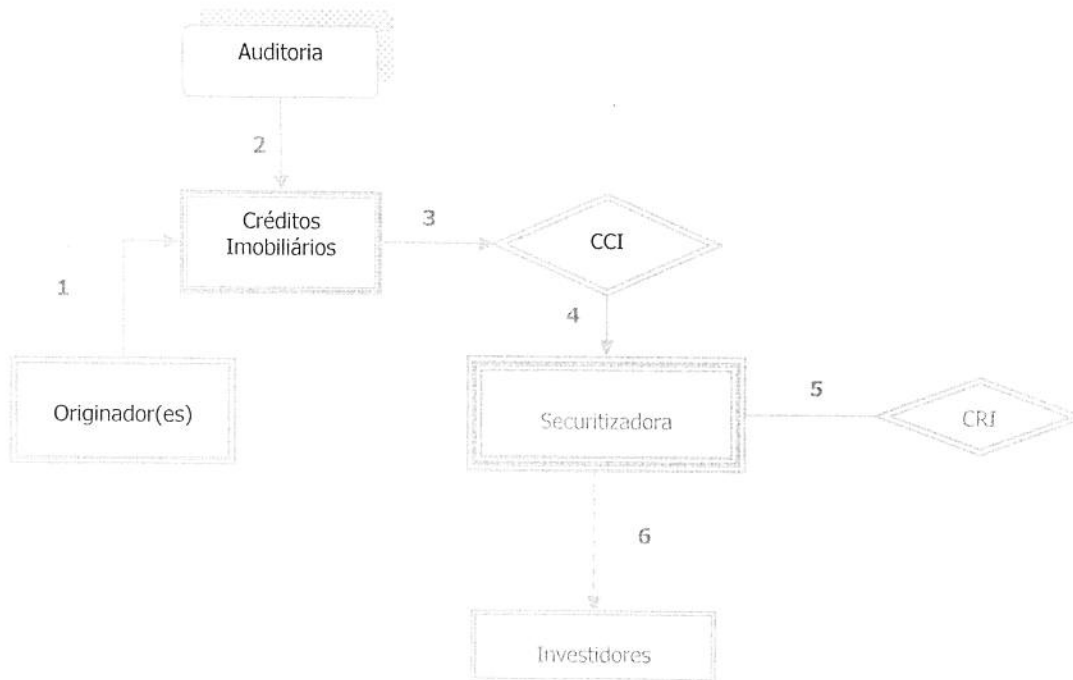 Auditoria
2
Créditos
Imobiliários
3
CCI
1
4
Originador(es)
Securitizadora
5
CRI
6
Investidores